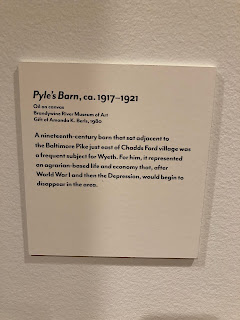 Pyle's Barn, ca. 1917–1921
Oil on canvas
Brandywine River Museum of Art
Gift of Amanda K. Berls, 1980
A nineteenth-century barn that sat adjacent to
the Baltimore Pike just east of Chadds Ford village was
a frequent subject for Wyeth. For him, it represented
an agrarian-based life and economy that, after
World War I and then the Depression, would begin to
disappear in the area.